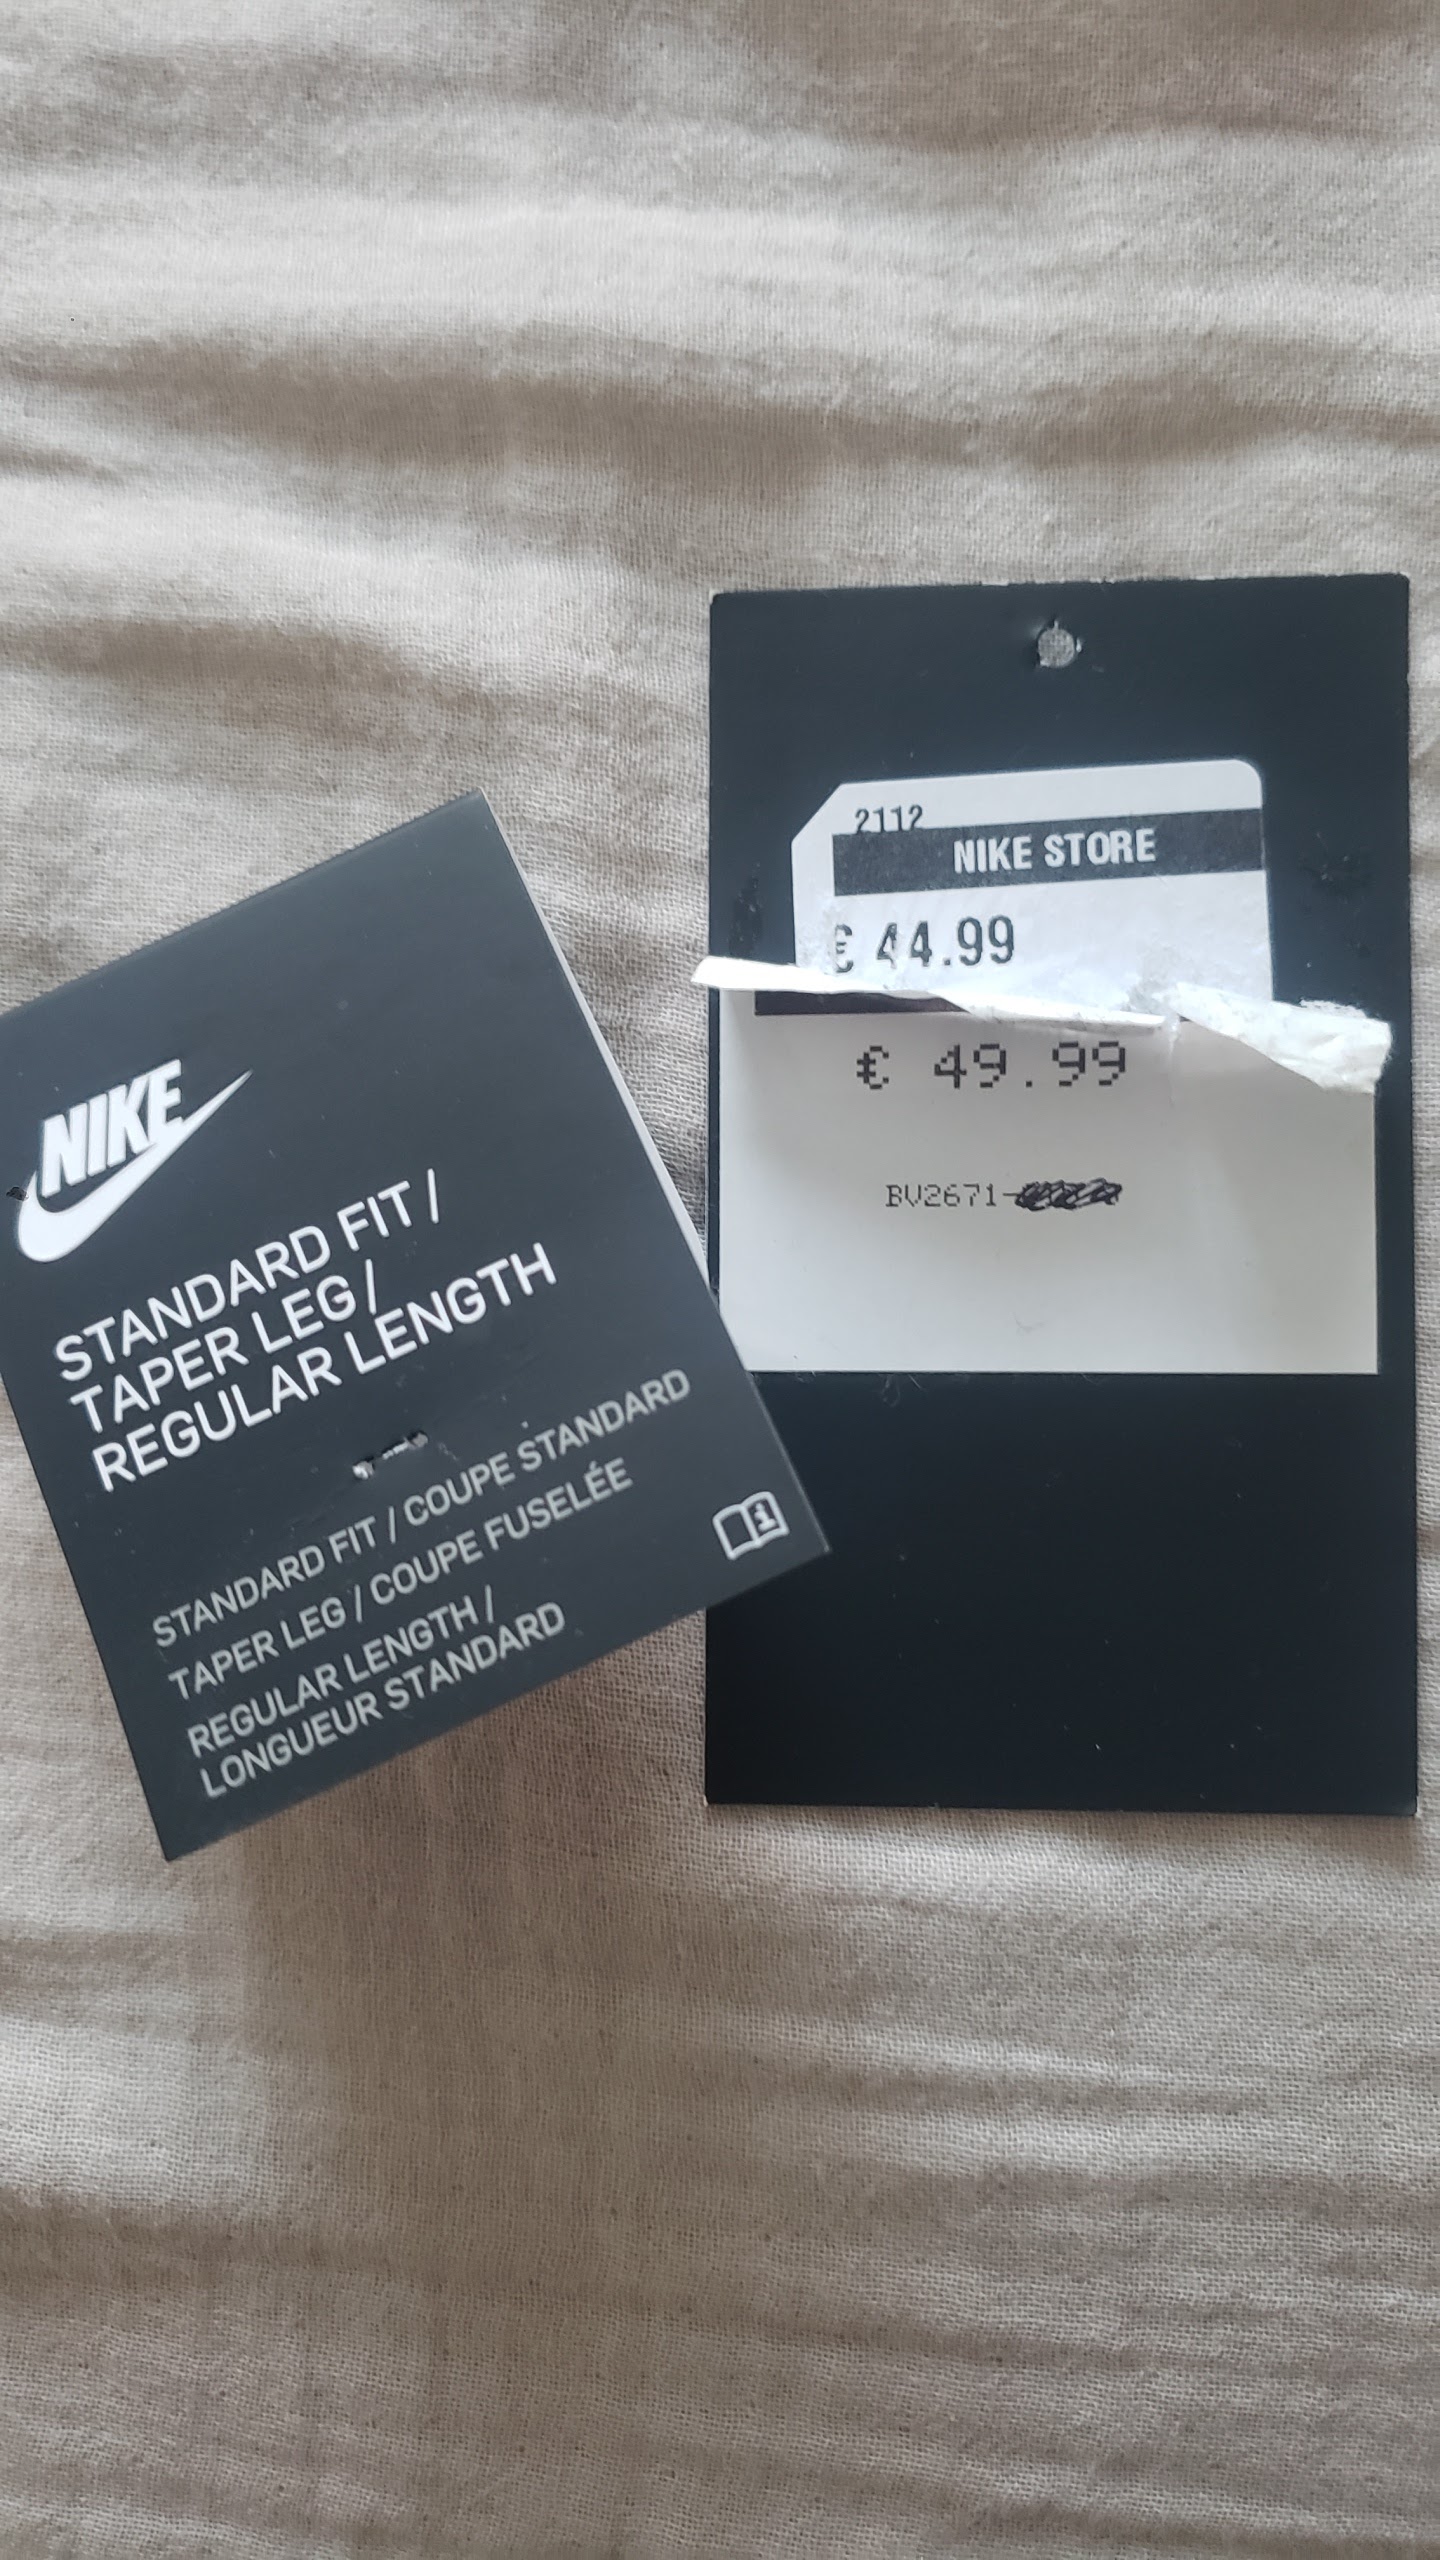 NIKE
STANDARD FIT /
TAPER LEG /
REGULAR LENGTH
STANDARD FIT / COUPE STANDARD
TAPER LEG / COUPE FUSELÉE
REGULAR LENGTH /
LONGUEUR STANDARD
2112
NIKE STORE
€ 44.99
€ 49.99
BV2671-